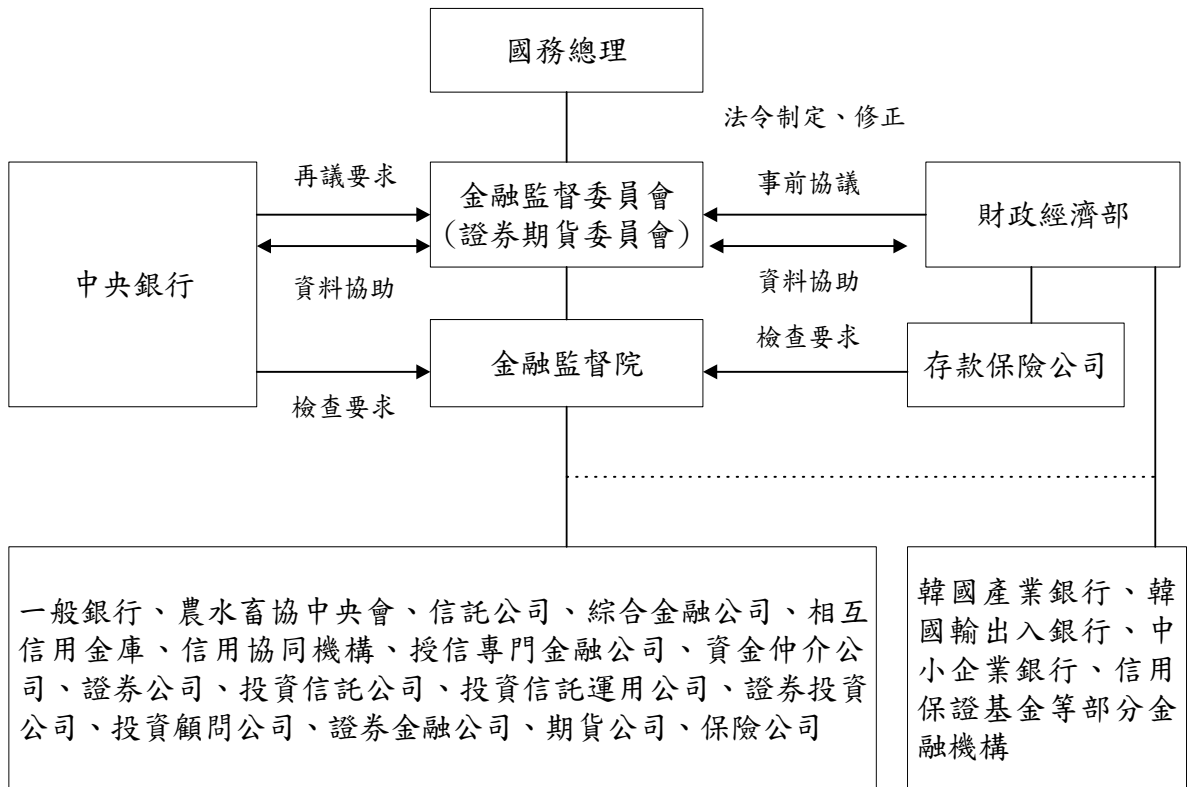 國務總理
法令制定、修正
再議要求
金融監督委員會
(證券期貨委員會)
事前協議
財政經濟部
中央銀行
資料協助
資料協助
金融監督院
檢查要求
存款保險公司
檢查要求
一般銀行、農水畜協中央會、信託公司、綜合金融公司、相互
信用金庫、信用協同機構、授信專門金融公司、資金仲介公
司、證券公司、投資信託公司、投資信託運用公司、證券投資
公司、投資顧問公司、證券金融公司、期貨公司、保險公司
韓國產業銀行、韓
國輸出入銀行、中
小企業銀行、信用
保證基金等部分金
融機構